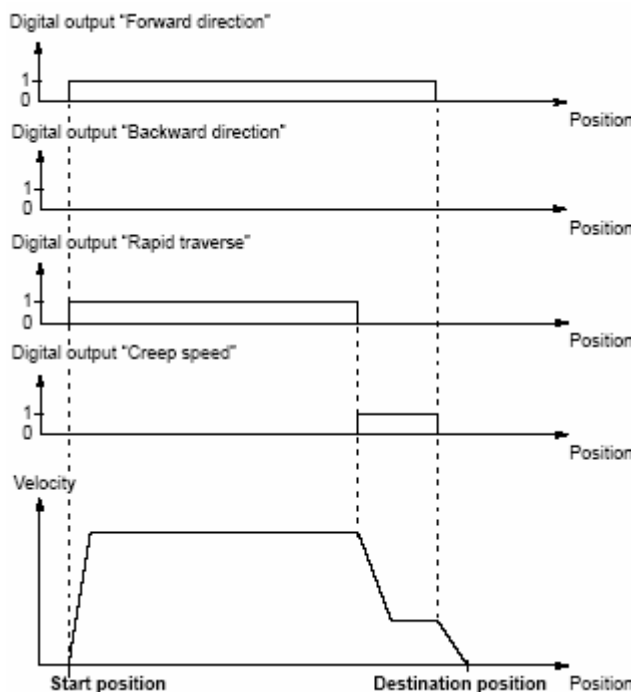 Digital output "Forward direction"
1
0
Position
Digital output "Backward direction"
1
0
Position
Digital output "Rapid traverse"
1
0
Position
Digital output "Creep speed"
1
0
Position
Velocity
Start position
Destination position
Position